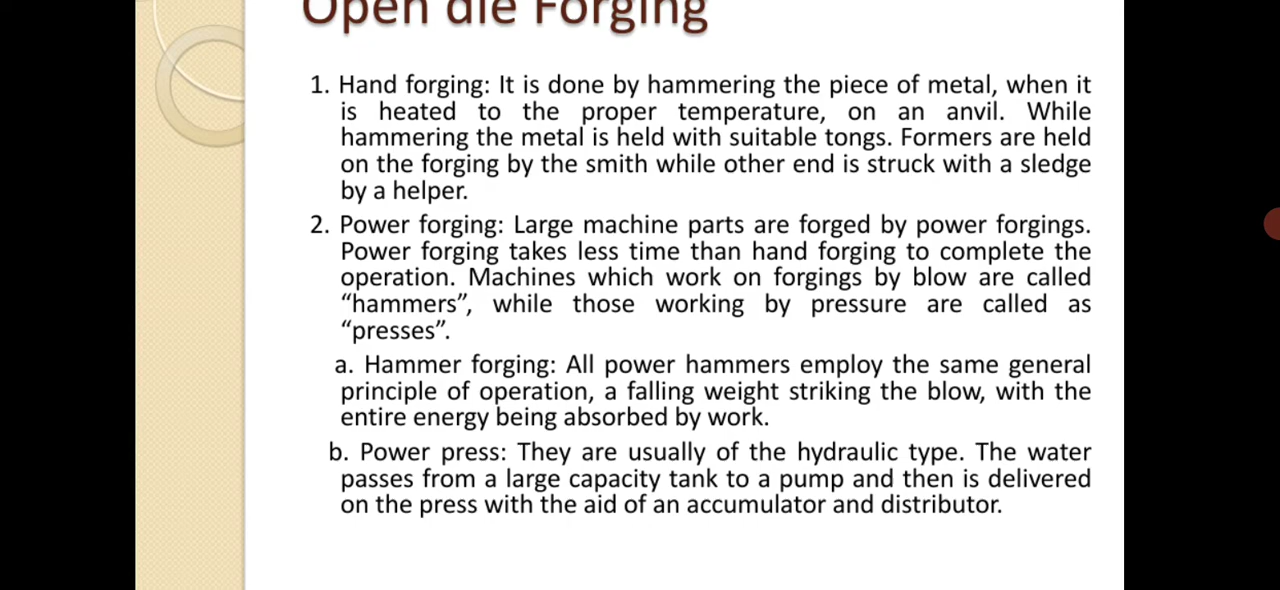 Open die Forging
1. Hand forging: It is done by hammering the piece of metal, when it
is heated to the proper temperature, on an anvil. While
hammering the metal is held with suitable tongs. Formers are held
on the forging by the smith while other end is struck with a sledge
by a helper.
2. Power forging: Large machine parts are forged by power forgings.
Power forging takes less time than hand forging to complete the
operation. Machines which work on forgings by blow are called
“hammers”, while those working by pressure are called as
“presses”.
a. Hammer forging: All power hammers employ the same general
principle of operation, a falling weight striking the blow, with the
entire energy being absorbed by work.
b. Power press: They are usually of the hydraulic type. The water
passes from a large capacity tank to a pump and then is delivered
on the press with the aid of an accumulator and distributor.